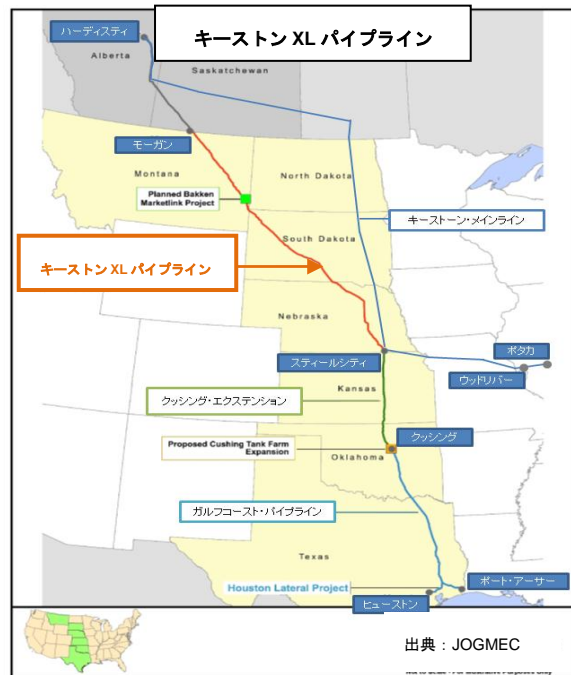 キーストン XL パイプライン
ハーディスティ
Alberta
Saskatchewan
モーガン
Montana
North Dakota
Planned Bakken
Marketlink Project
キーストーン・メインライン
South Dakota
キーストン XL パイプライン
Nebraska
スティールシティ
ポタカ
ウッドリバー
Kansas
クッシング・エクステンション
クッシング
Proposed Cushing Tank Farm
Expansion
Oklahoma
ガルフコースト・パイプライン
Texas
Houston Lateral Project
ポート・アーサー
ヒューストン
出典：JOGMEC